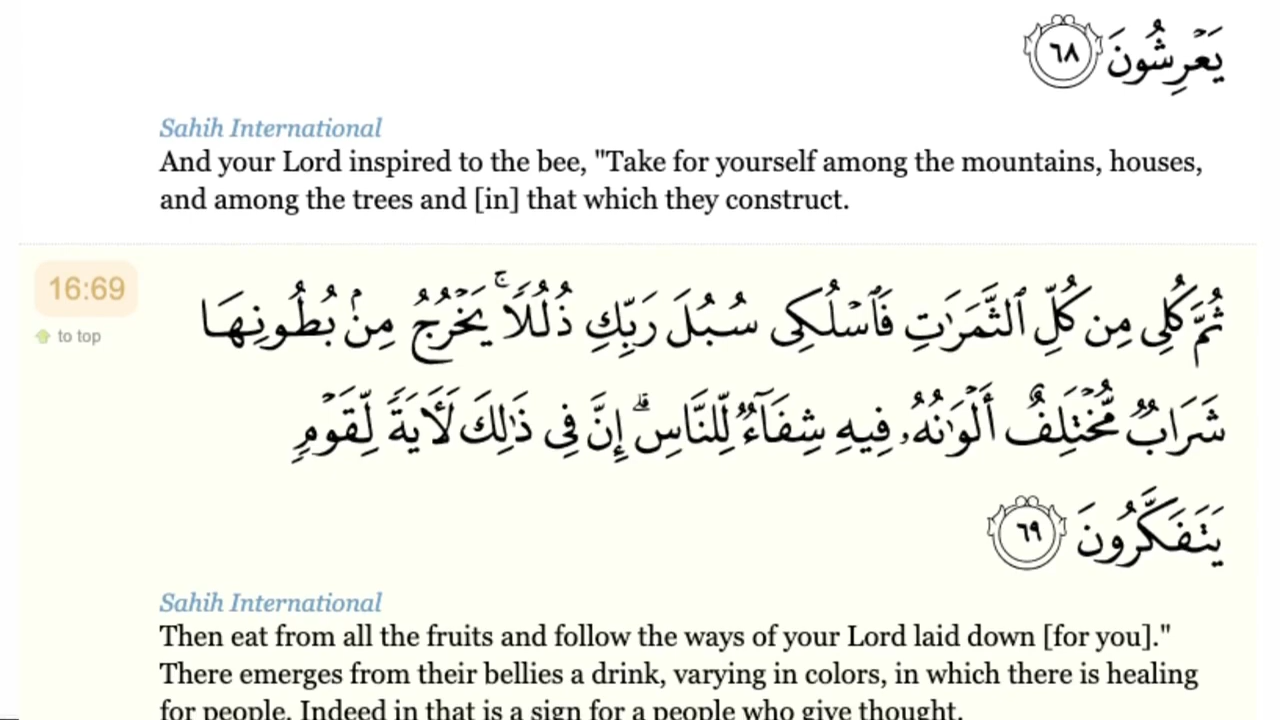 يَعْرِشُونَ ٦٨
Sahih International
And your Lord inspired to the bee, "Take for yourself among the mountains, houses,
and among the trees and [in] that which they construct.
16:69
to top
ثُمَّ كُلِى مِن كُلِّ ٱلثَّمَرَٰتِ فَٱسْلُكِى سُبُلَ رَبِّكِ ذُلُلًا ۚ يَخْرُجُ مِنۢ بُطُونِهَا
شَرَابٌ مُّخْتَلِفٌ أَلْوَٰنُهُۥ فِيهِ شِفَآءٌ لِّلنَّاسِ ۗ إِنَّ فِى ذَٰلِكَ لَـَٔايَةً لِّقَوْمٍ
يَتَفَكَّرُونَ ٦٩
Sahih International
Then eat from all the fruits and follow the ways of your Lord laid down [for you]."
There emerges from their bellies a drink, varying in colors, in which there is healing
for people. Indeed in that is a sign for a people who give thought.